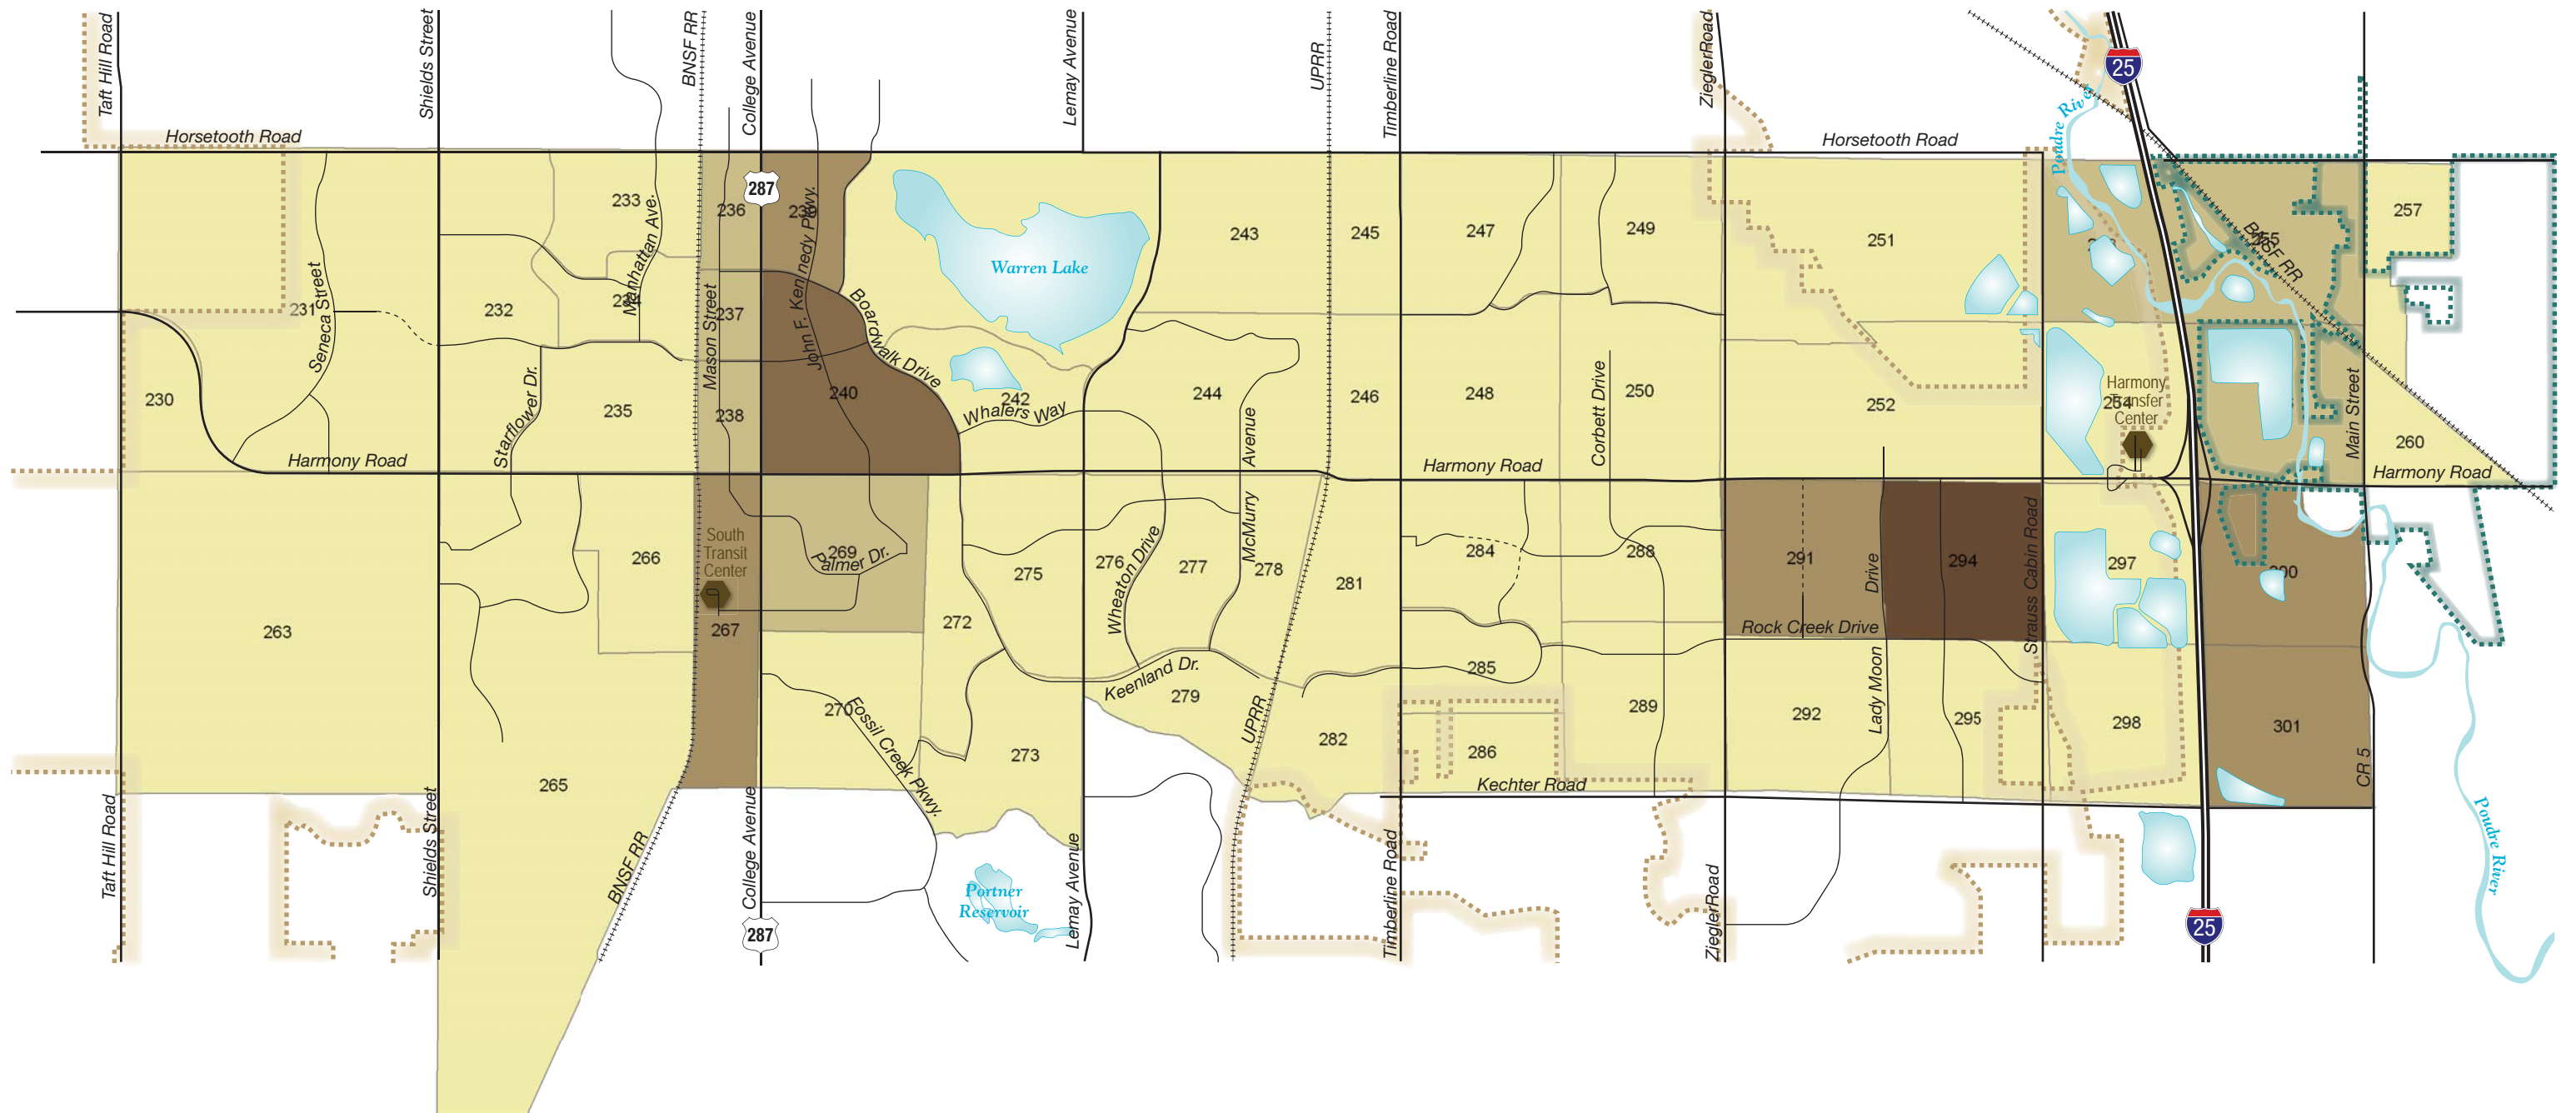 Taft Hill Road
Shields Street
BNSF RR
College Avenue
Lemay Avenue
UPRR
Timberline Road
ZieglerRoad
25
Poudre River
Horsetooth Road
Horsetooth Road
287
233
236
Manhattan Ave.
John F. Kennedy Pkwy.
Warren Lake
243
245
247
249
251
BNSF RR
257
231
Seneca Street
232
237
Mason Street
Boardwalk Drive
230
Starflower Dr.
235
238
240
242
Whalers Way
244
246
248
Corbett Drive
250
252
Harmony
Transfer
Center
254
Main Street
260
Harmony Road
Harmony Road
Harmony Road
Avenue
McMurry
South
Transit
Center
263
266
267
269
Palmer Dr.
272
275
276
Wheaton Drive
277
278
281
284
288
291
Drive
294
Strauss Cabin Road
297
Rock Creek Drive
Lady Moon
265
270
Fossil Creek Pkwy.
273
Keenland Dr.
279
UPRR
282
285
286
289
292
295
298
301
CR 5
Kechter Road
Taft Hill Road
Shields Street
BNSF RR
College Avenue
287
Portner
Reservoir
Lemay Avenue
Timberline Road
ZieglerRoad
25
Poudre River